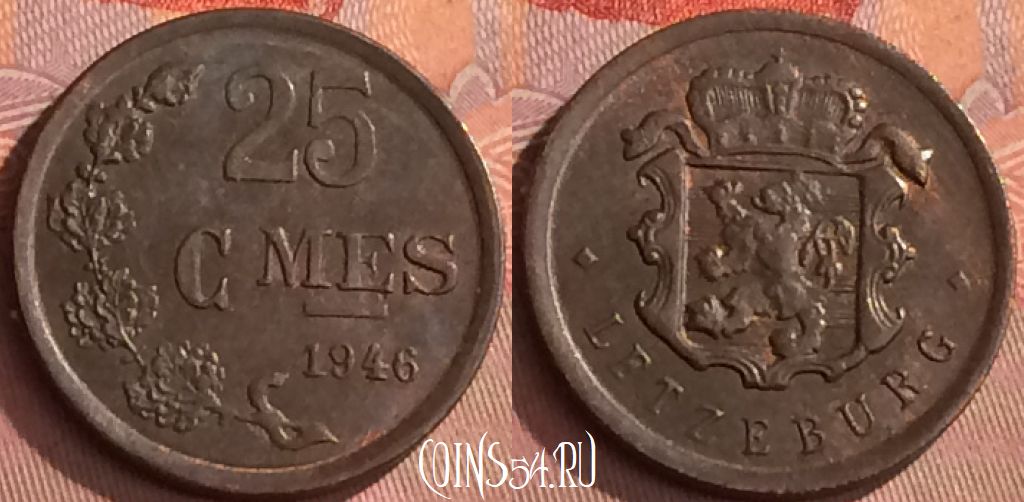 25
C MES
1946
LETZEBURG
COINS54.RU